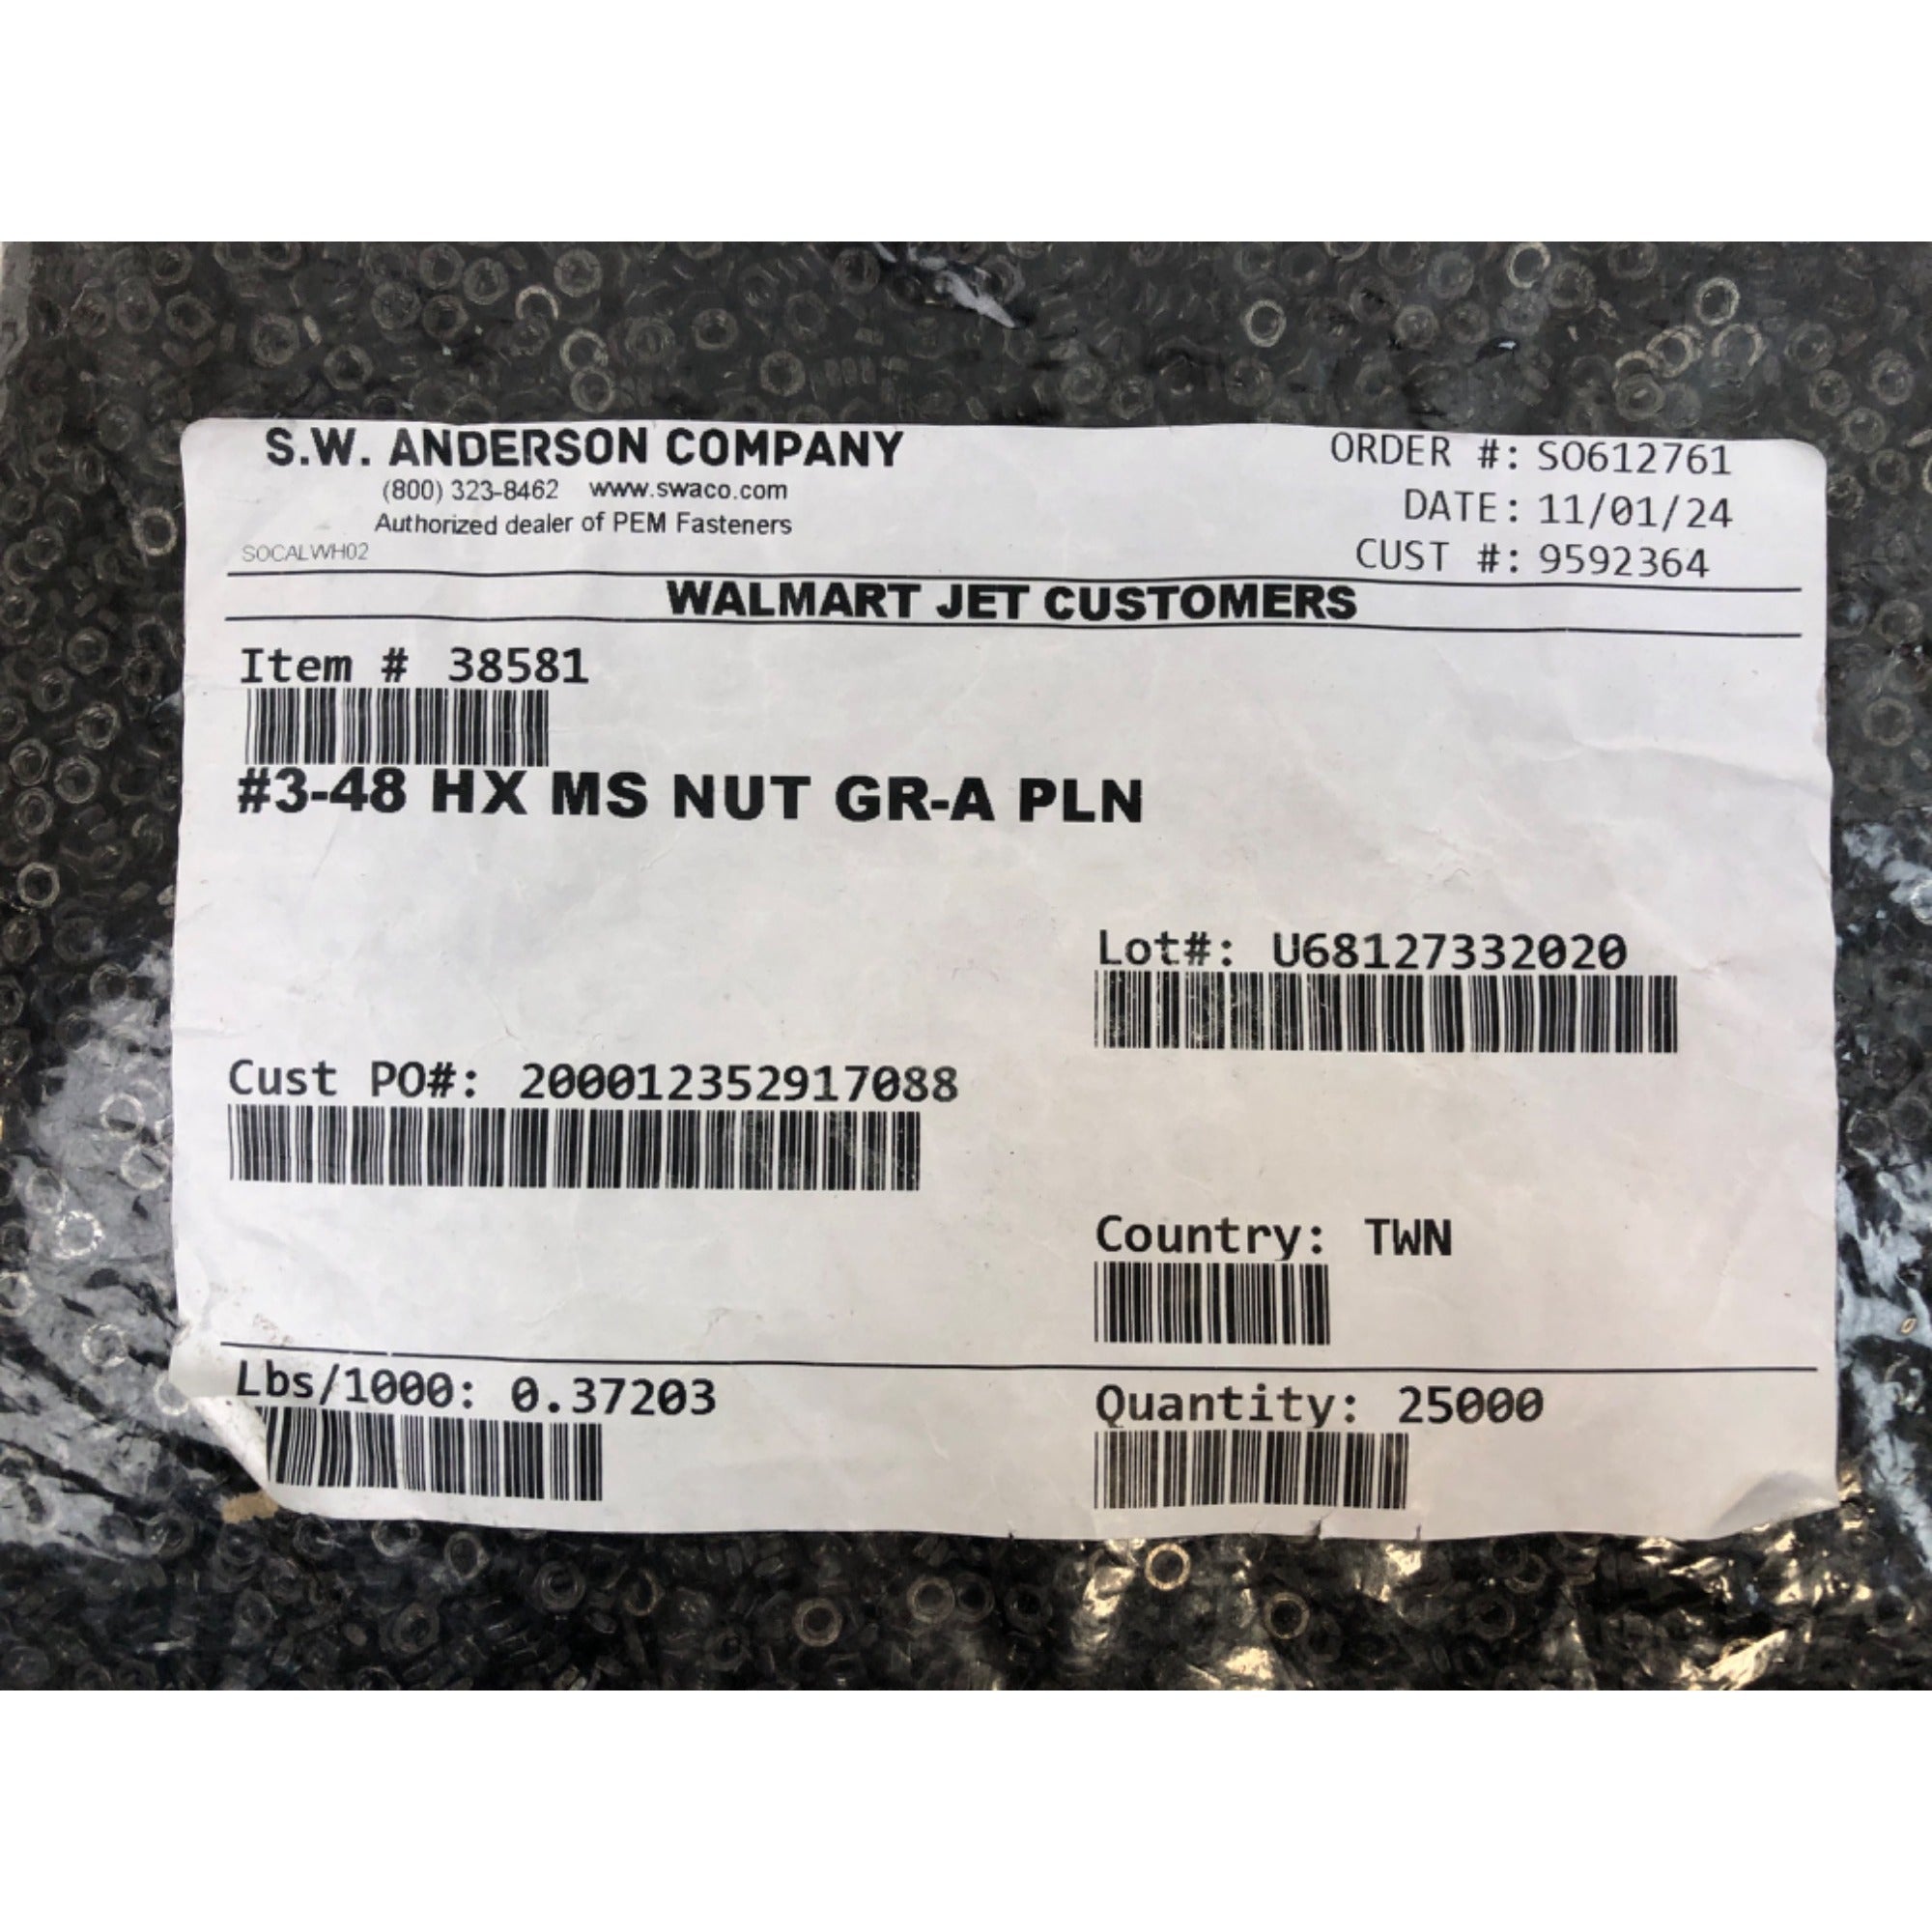 S.W. ANDERSON COMPANY
(800) 323-8462 www.swaco.com
Authorized dealer of PEM Fasteners
SOCALWH02
ORDER #: SO612761
DATE: 11/01/24
CUST #: 9592364
WALMART JET CUSTOMERS
Item # 38581
#3-48 HX MS NUT GR-A PLN
Lot#: U68127332020
Cust PO#: 200012352917088
Country: TWN
Lbs/1000: 0.37203
Quantity: 25000